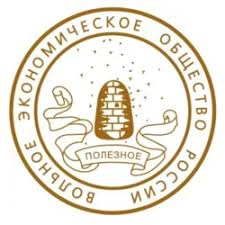 ВОЛЬНОЕ ЭКОНОМИЧЕСКОЕ ОБЩЕСТВО РОССИИ
ПОЛЕЗНОЕ